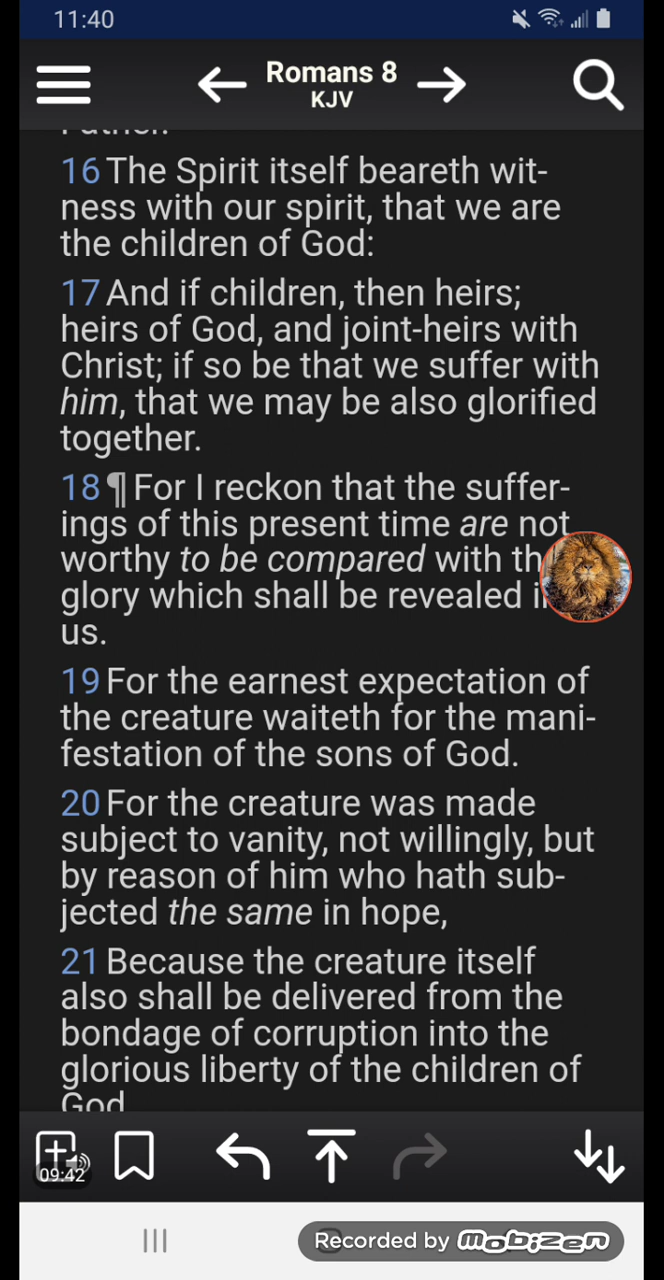 11:40
Romans 8
KJV
16 The Spirit itself beareth wit-
ness with our spirit, that we are
the children of God:
17 And if children, then heirs;
heirs of God, and joint-heirs with
Christ; if so be that we suffer with
him, that we may be also glorified
together.
18 ¶ For I reckon that the suffer-
ings of this present time are not
worthy to be compared with
glory which shall be revealed
us.
19 For the earnest expectation of
the creature waiteth for the mani-
festation of the sons of God.
20 For the creature was made
subject to vanity, not willingly, but
by reason of him who hath sub-
jected the same in hope,
21 Because the creature itself
also shall be delivered from the
bondage of corruption into the
glorious liberty of the children of
God
09:42
Recorded by mobizen